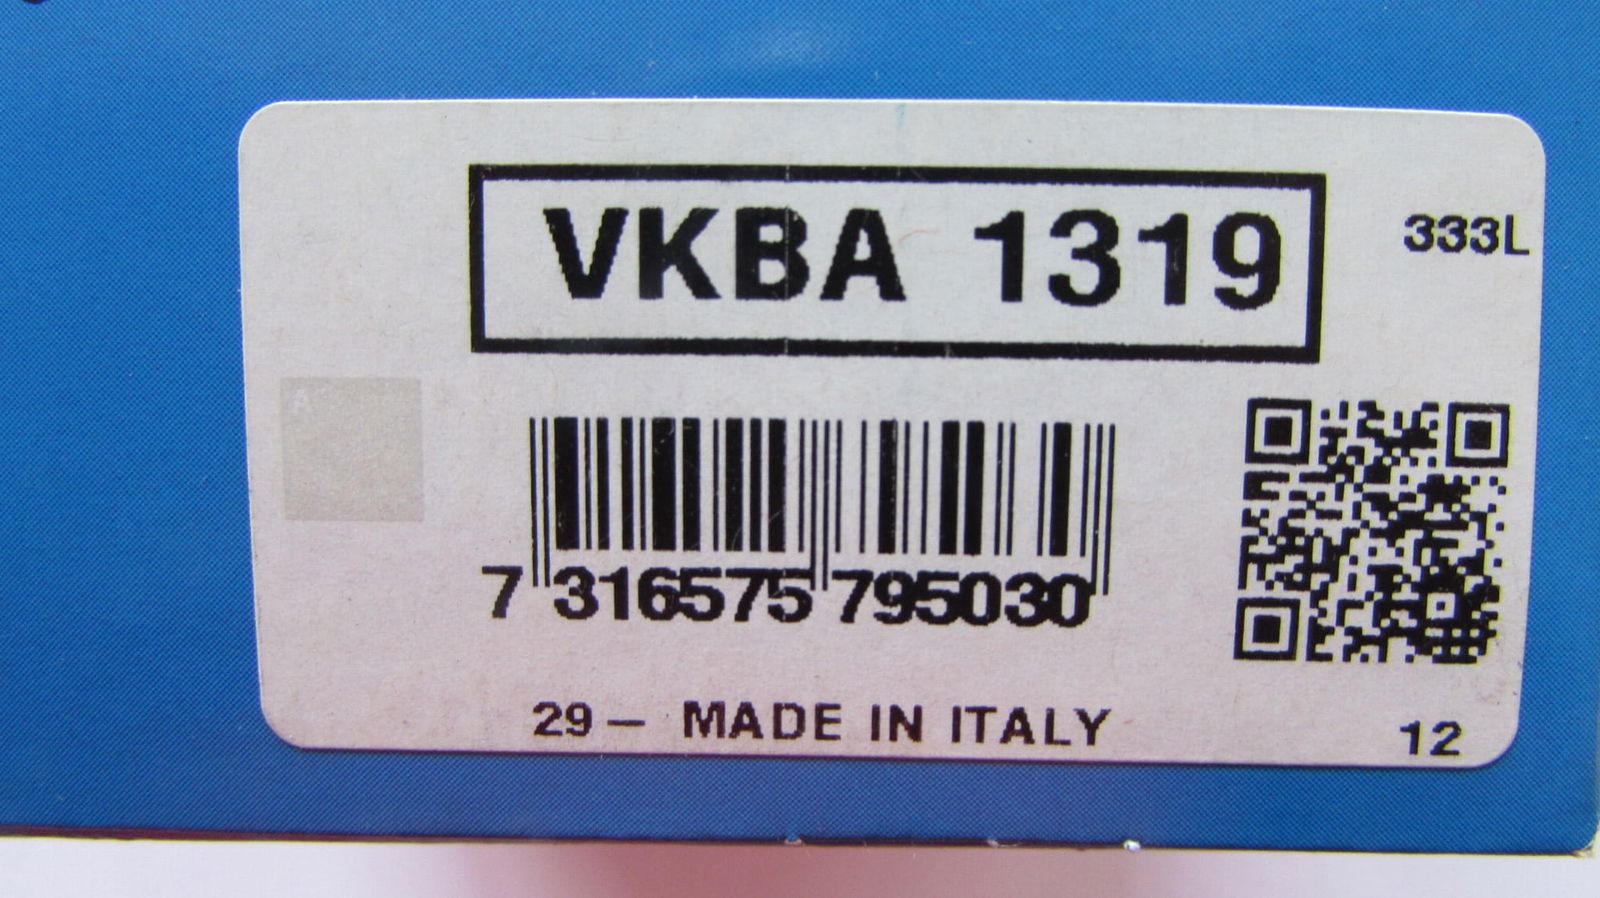 VKBA 1319
333L
7 316575 795030
29 – MADE IN ITALY
12